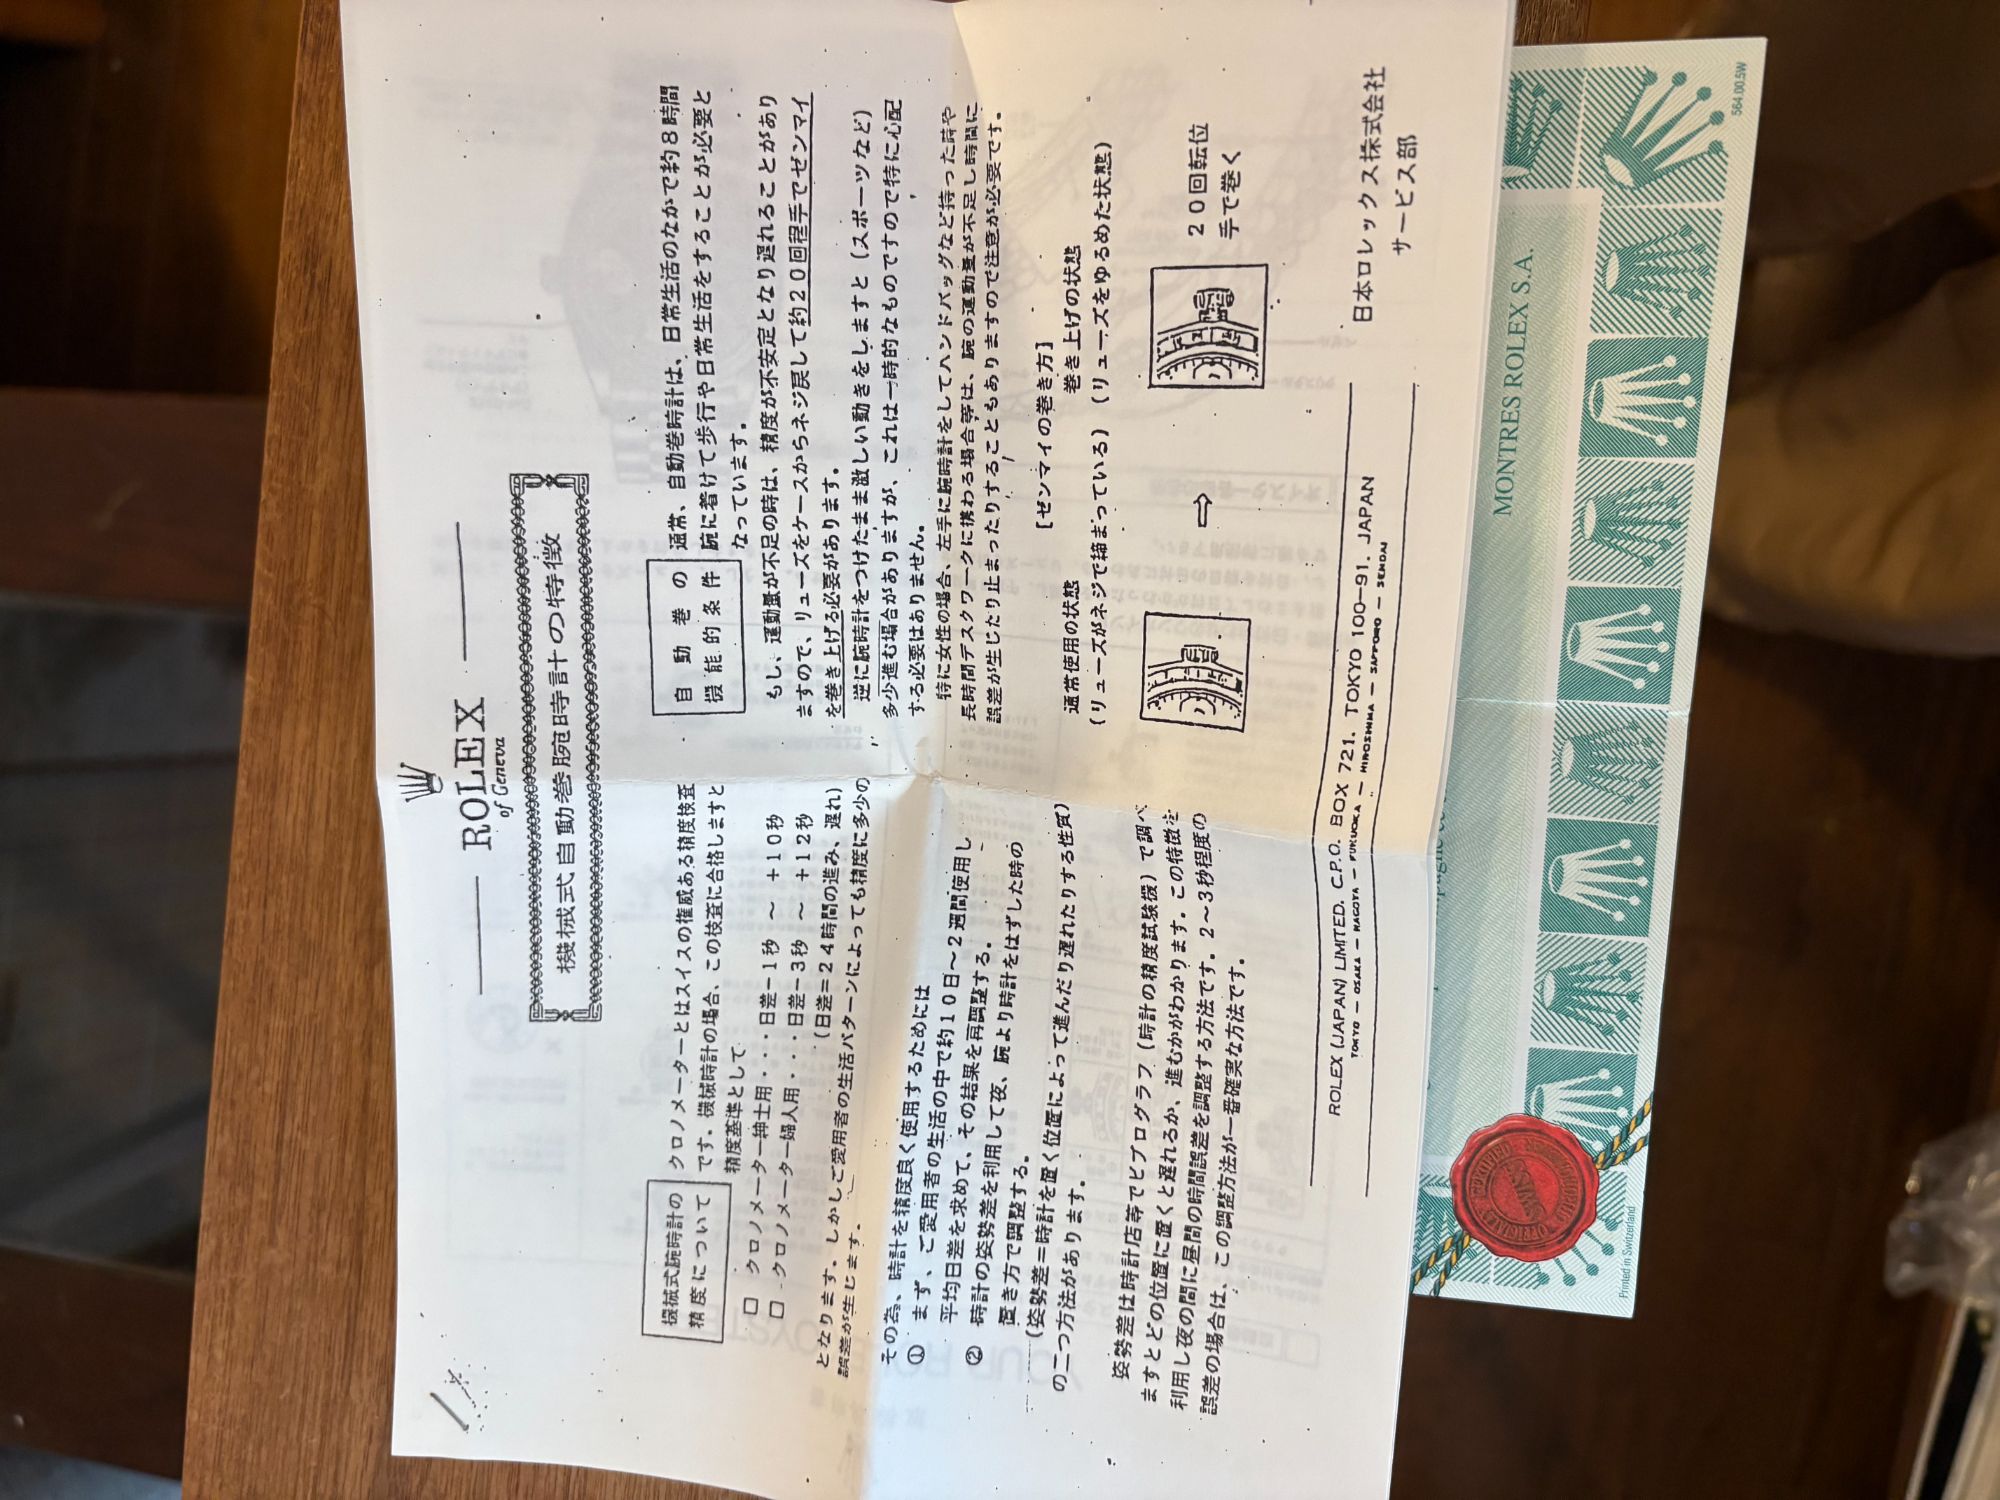 ROLEX
of Geneva
機械式自動巻腕時計の特徴
機械式腕時計の
精度について
クロノメーターとはスイスの権威ある精度検査
です。機械時計の場合、この検査に合格しますと
精度基準として
□ クロノメーター紳士用・・・・日差ー1秒 ～ ＋10秒
□ クロノメーター婦人用・・・・日差ー3秒 ～ ＋12秒
（日差＝24時間の進み、遅れ）
となります。しかしご愛用者の生活パターンによっても精度に多少の
誤差が生じます。
その為、時計を精度良く使用するためには
① まず、ご愛用者の生活の中で約10日～2週間使用し
平均日差を求めて、その結果を再調整する。
② 時計の姿勢差を利用して夜、腕より時計をはずした時の
置き方で調整する。
（姿勢差＝時計を置く位置によって進んだり遅れたりする性質）
の二つ方法があります。
姿勢差は時計店等でビブログラフ（時計の精度試験機）で調べ
ますとどの位置に置くと遅れるか、進むかがわかります。この特徴を
利用し夜の間に昼間の時間誤差を調整する方法です。2～3秒程度の
誤差の場合は、この調整方法が一番確実な方法です。
自動巻の
機能的条件
通常、自動巻時計は、日常生活のなかで約8時間
腕に着けて歩行や日常生活をすることが必要と
なっています。
もし、運動量が不足の時は、精度が不安定となり遅れることがあり
ますので、リューズをケースからネジ戻して約20回程手でゼンマイ
を巻き上げる必要があります。
逆に腕時計をつけたまま激しい動きをしますと（スポーツなど）
多少進む場合がありますが、これは一時的なものですので特に心配
する必要はありません。
特に女性の場合、左手に腕時計をしてハンドバッグなど持った時や
長時間デスクワークに携わる場合等は、腕の運動量が不足し時間に
誤差が生じたり止まったりすることもありますので注意が必要です。
［ゼンマイの巻き方］
通常使用の状態 巻き上げの状態
（リューズがネジで締まっている）（リューズをゆるめた状態）
⇨
20回転位
手で巻く
日本ロレックス株式会社
サービス部
ROLEX (JAPAN) LIMITED. C.P.O. BOX 721. TOKYO 100-91. JAPAN
TOKYO — OSAKA — NAGOYA — FUKUOKA — HIROSHIMA — SAPPORO — SENDAI
MONTRES ROLEX S.A.
564.00.5W
Printed in Switzerland
SWISS